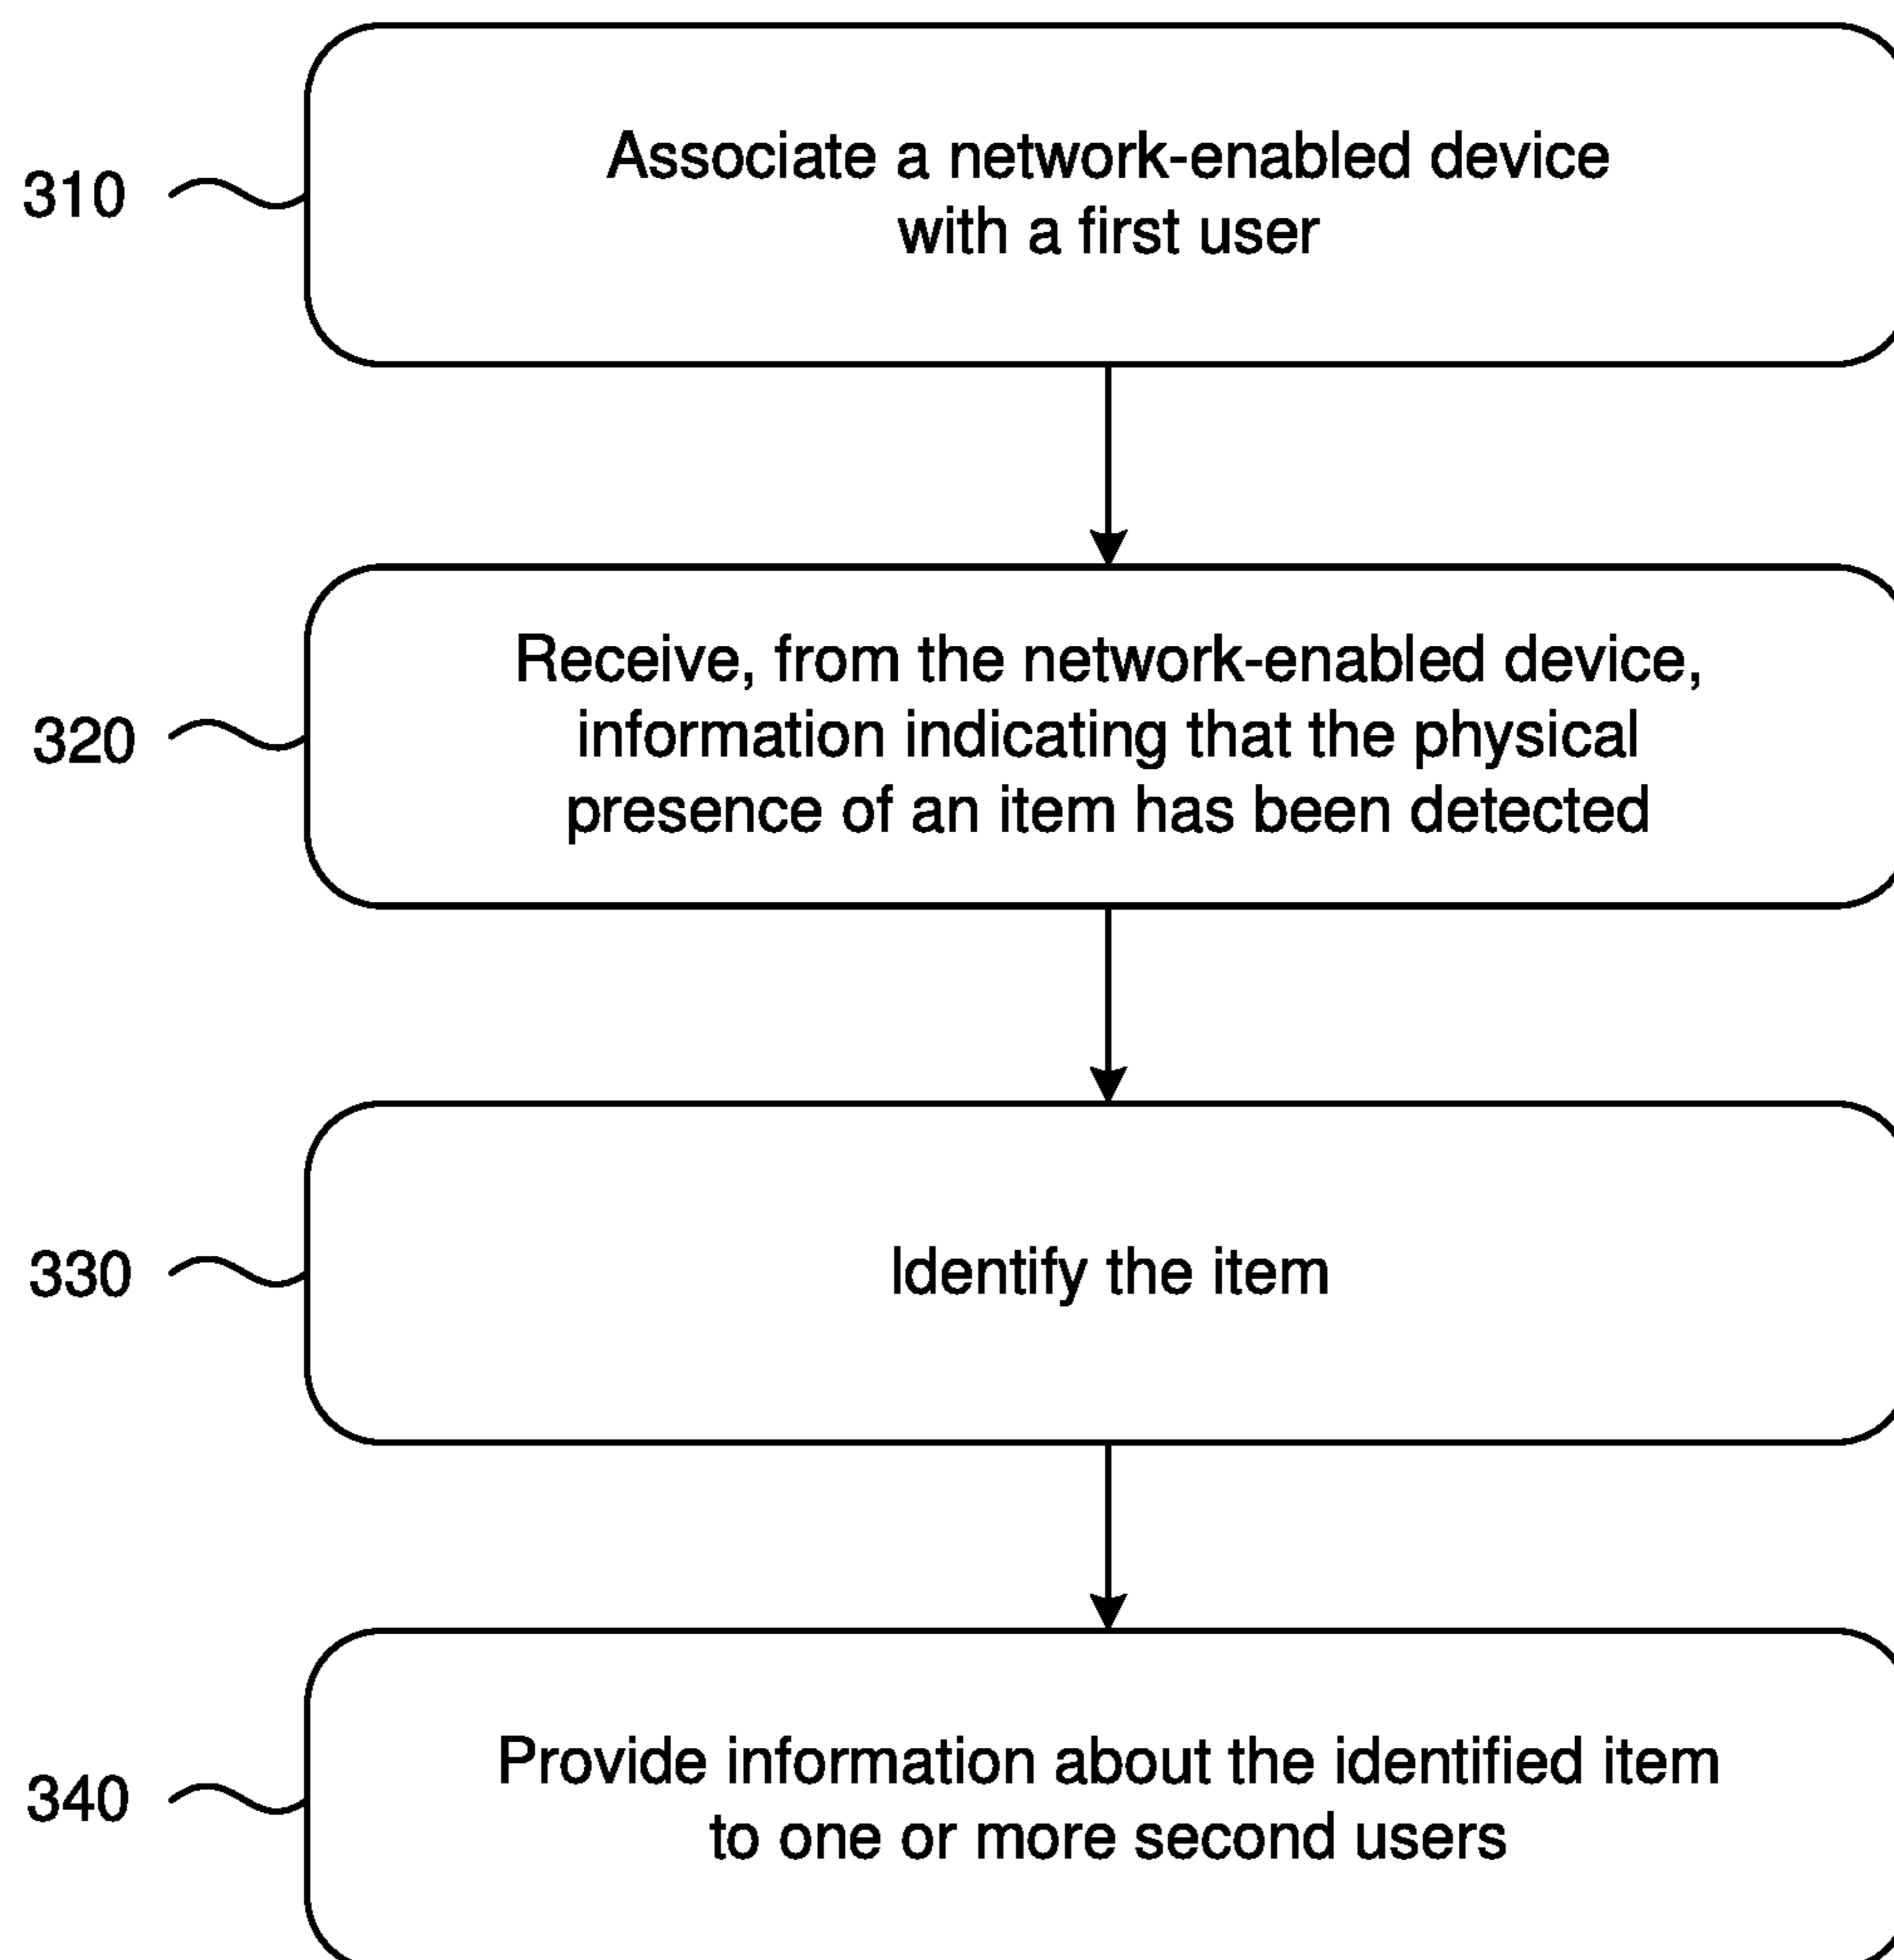 310
Associate a network-enabled device
with a first user
320
Receive, from the network-enabled device,
information indicating that the physical
presence of an item has been detected
330
Identify the item
340
Provide information about the identified item
to one or more second users